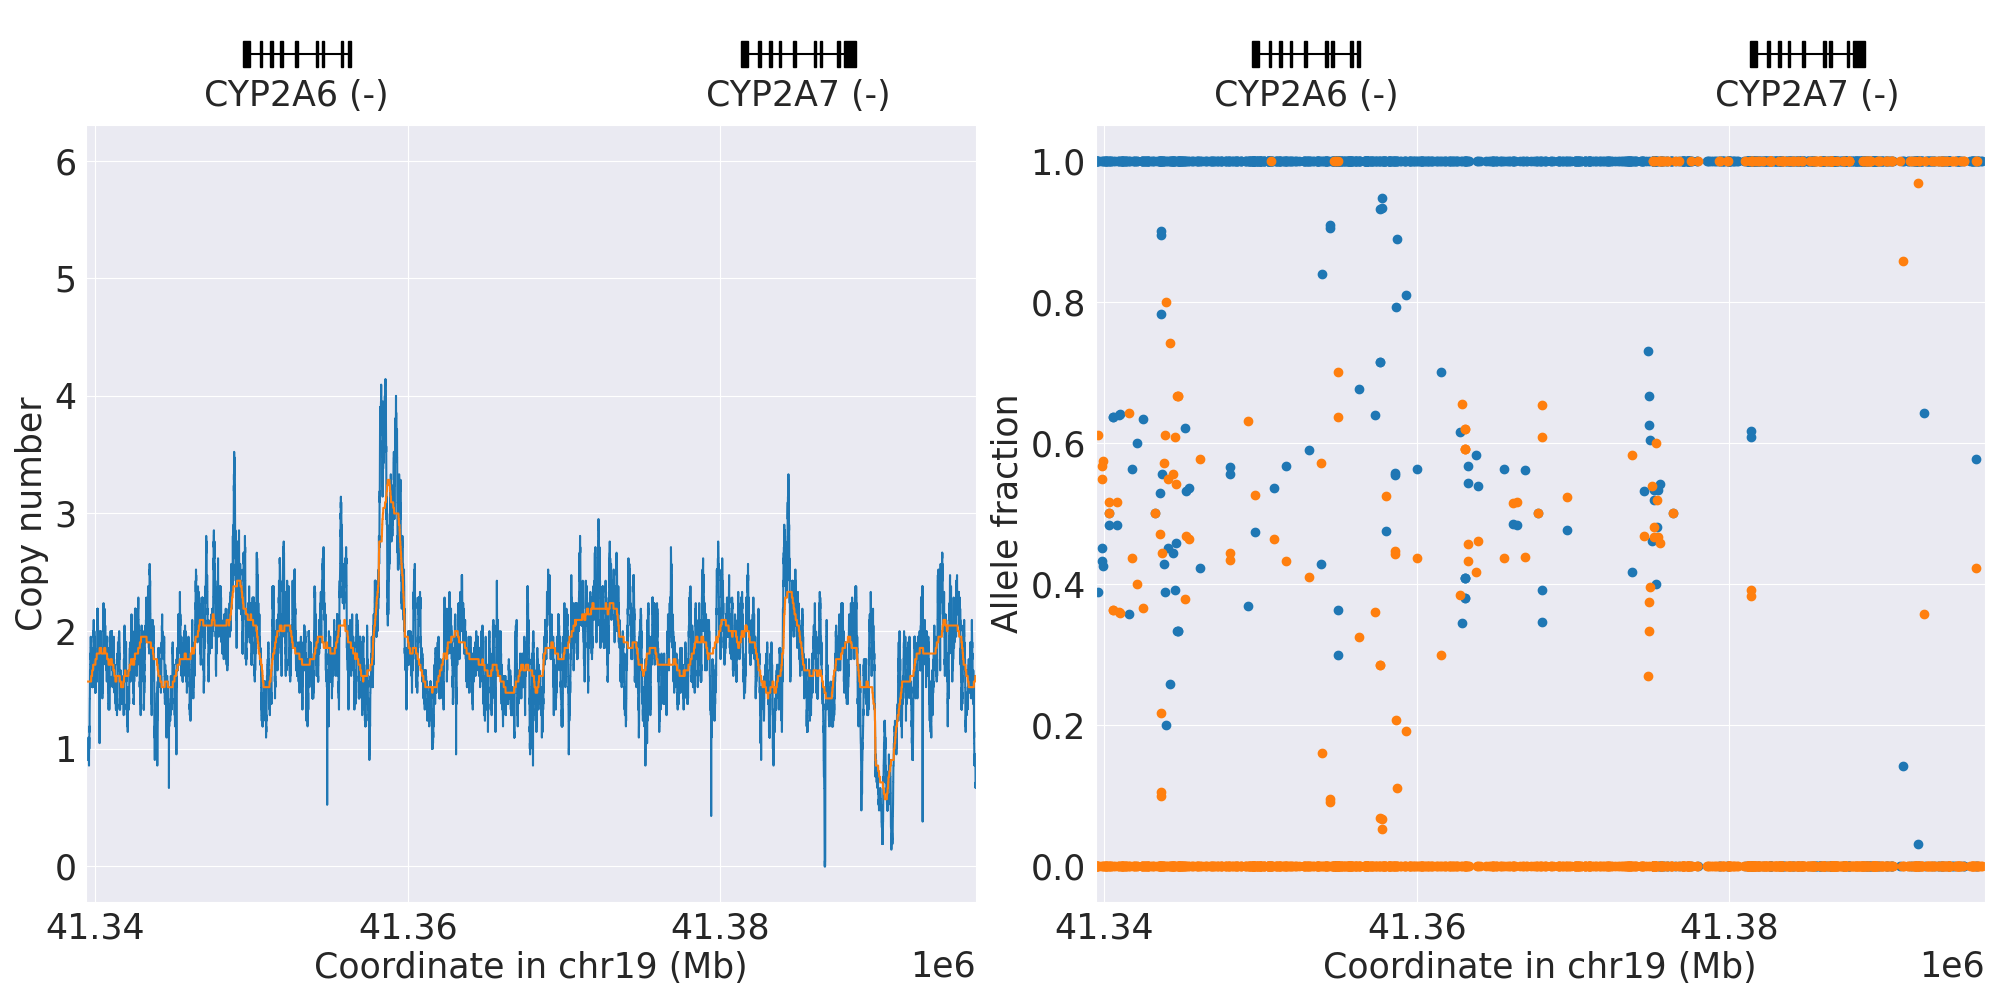 CYP2A6 (-)
CYP2A7 (-)
CYP2A6 (-)
CYP2A7 (-)
6
5
4
3
2
1
0
Copy number
41.34
41.36
41.38
Coordinate in chr19 (Mb)
1e6
1.0
0.8
0.6
0.4
0.2
0.0
Allele fraction
41.34
41.36
41.38
Coordinate in chr19 (Mb)
1e6